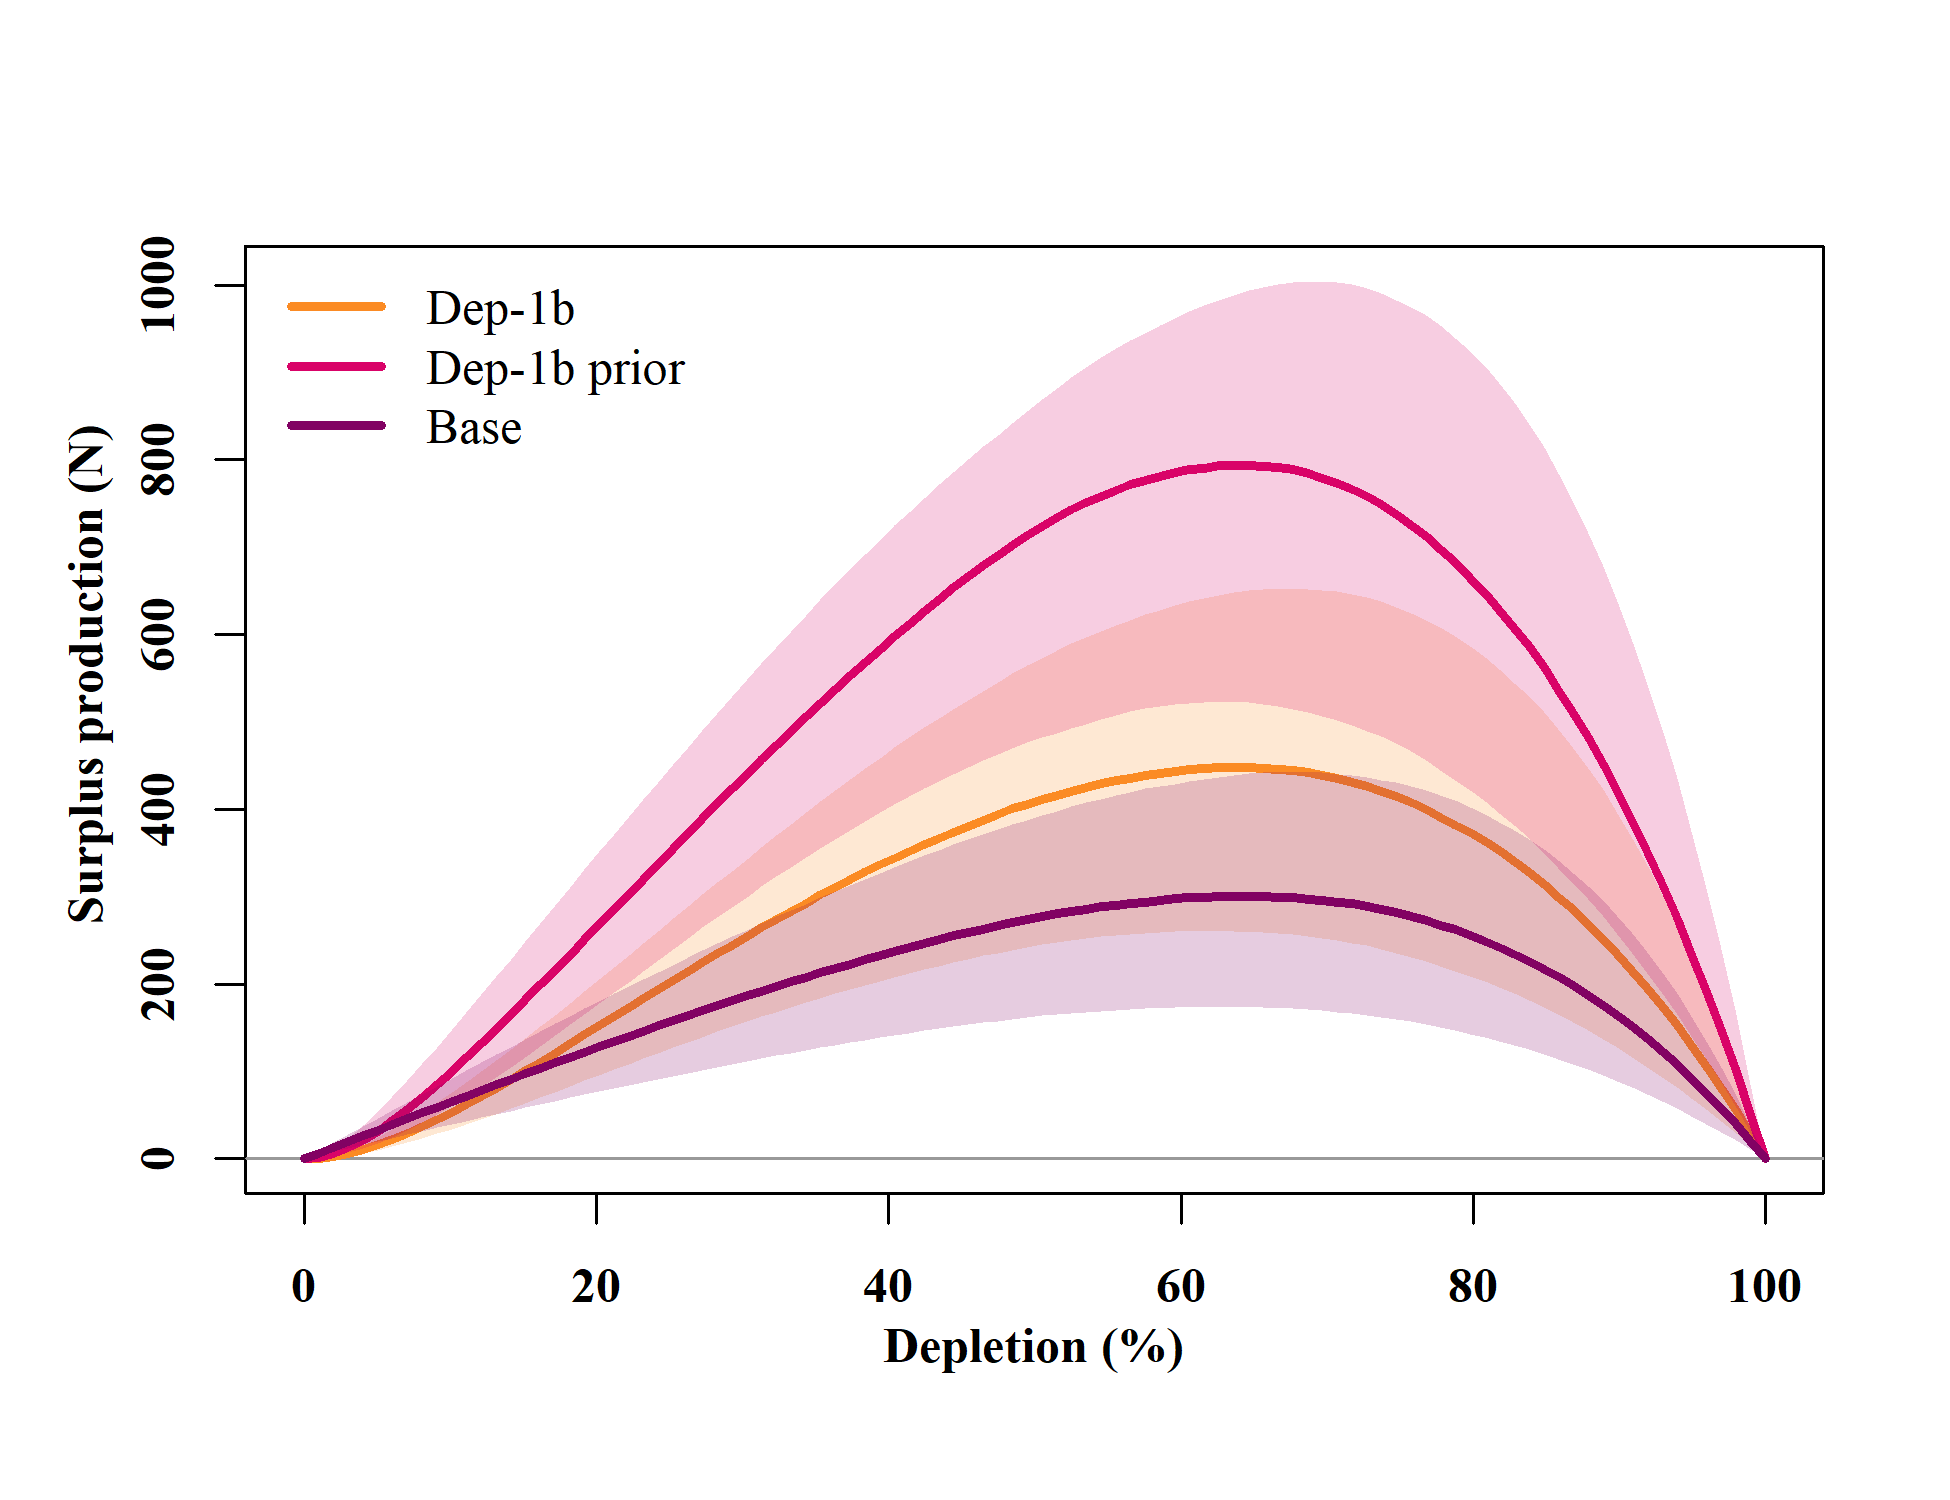 Dep-1b
Dep-1b prior
Base
Surplus production (N)
1000
800
600
400
200
0
0 20 40 60 80 100
Depletion (%)